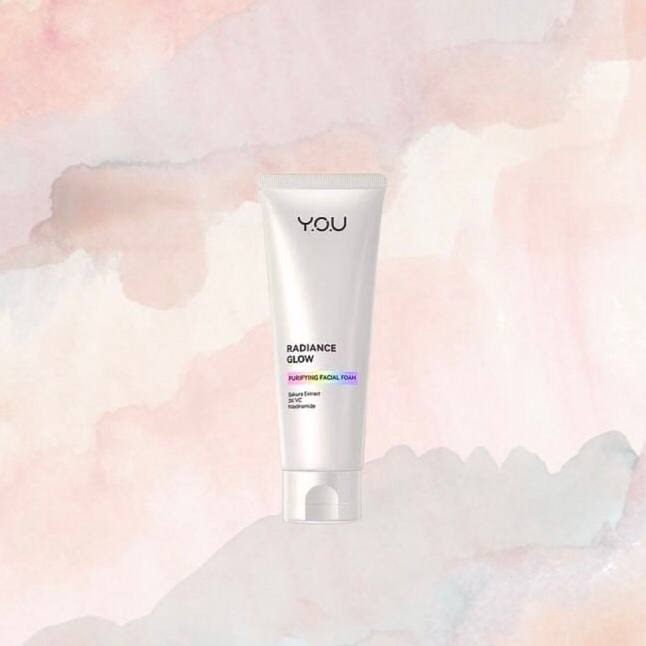 Y.O.U
RADIANCE
GLOW
PURIFYING FACIAL FOAM
Sakura Extract
3X VC
Niacinamide